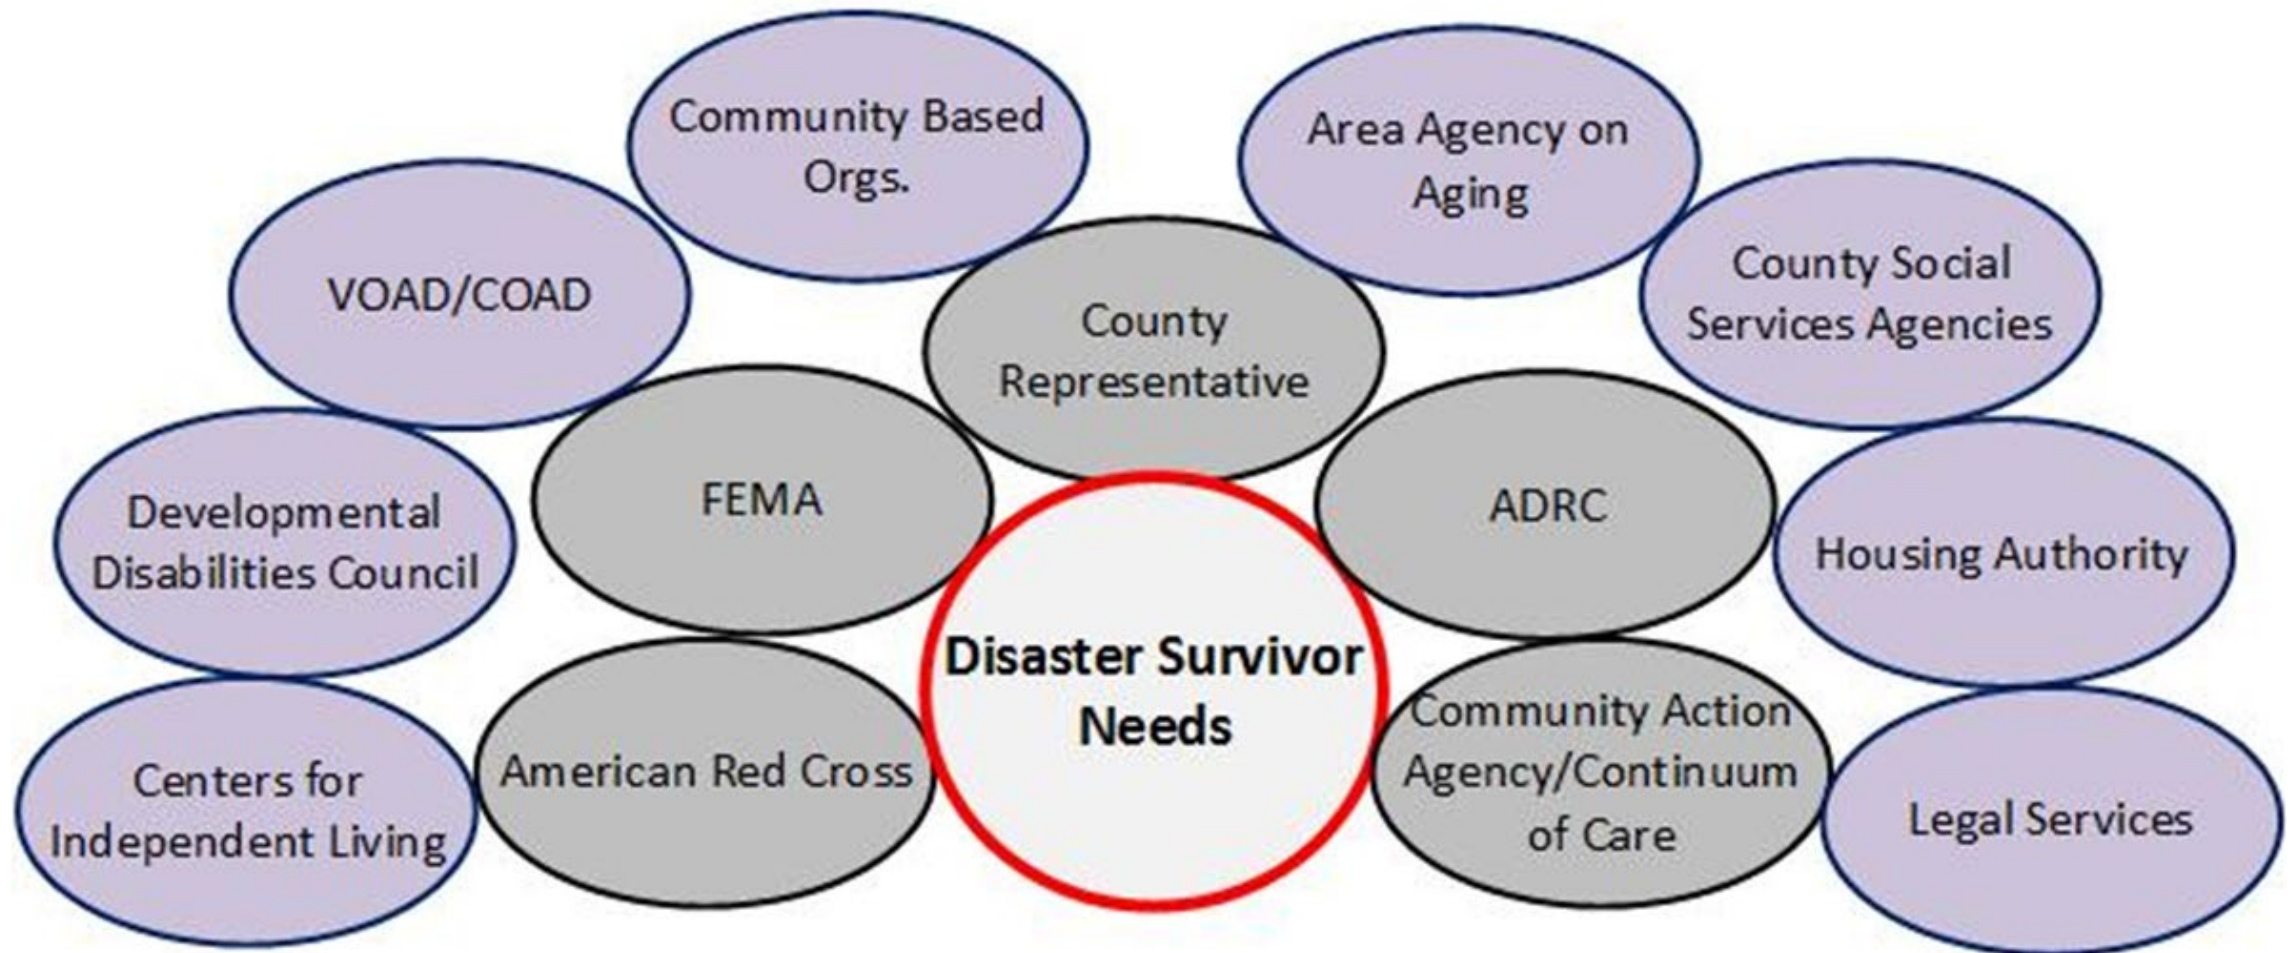 Community Based
Orgs.
Area Agency on
Aging
VOAD/COAD
County Social
Services Agencies
County
Representative
FEMA
ADRC
Developmental
Disabilities Council
Housing Authority
Disaster Survivor
Needs
Centers for
Independent Living
American Red Cross
Community Action
Agency/Continuum
of Care
Legal Services